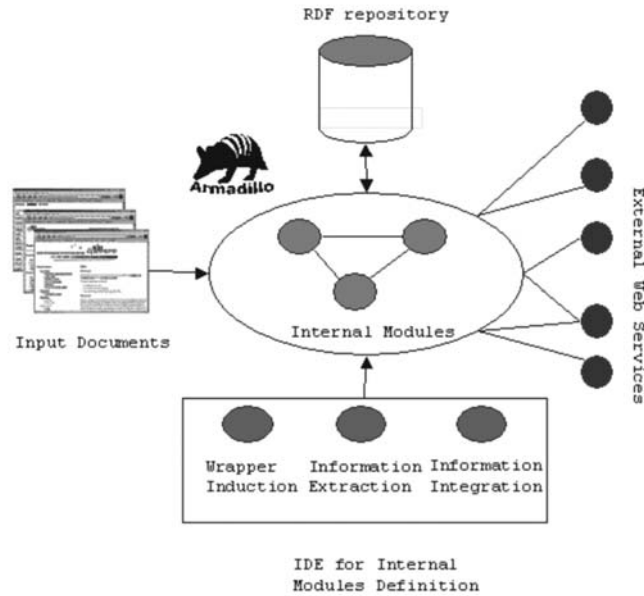 RDF repository
Armadillo
External Web Services
Internal Modules
Input Documents
Wrapper Induction
Information Extraction
Information Integration
IDE for Internal
Modules Definition